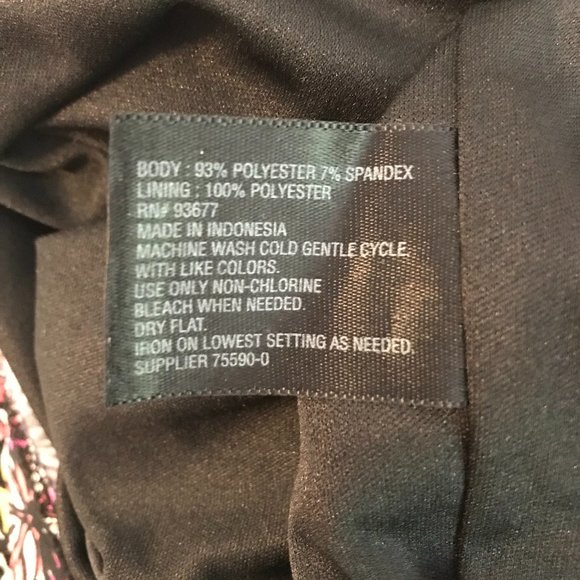 BODY : 93% POLYESTER 7% SPANDEX
LINING : 100% POLYESTER
RN# 93677
MADE IN INDONESIA
MACHINE WASH COLD GENTLE CYCLE.
WITH LIKE COLORS.
USE ONLY NON-CHLORINE
BLEACH WHEN NEEDED.
DRY FLAT.
IRON ON LOWEST SETTING AS NEEDED.
SUPPLIER 75590-0